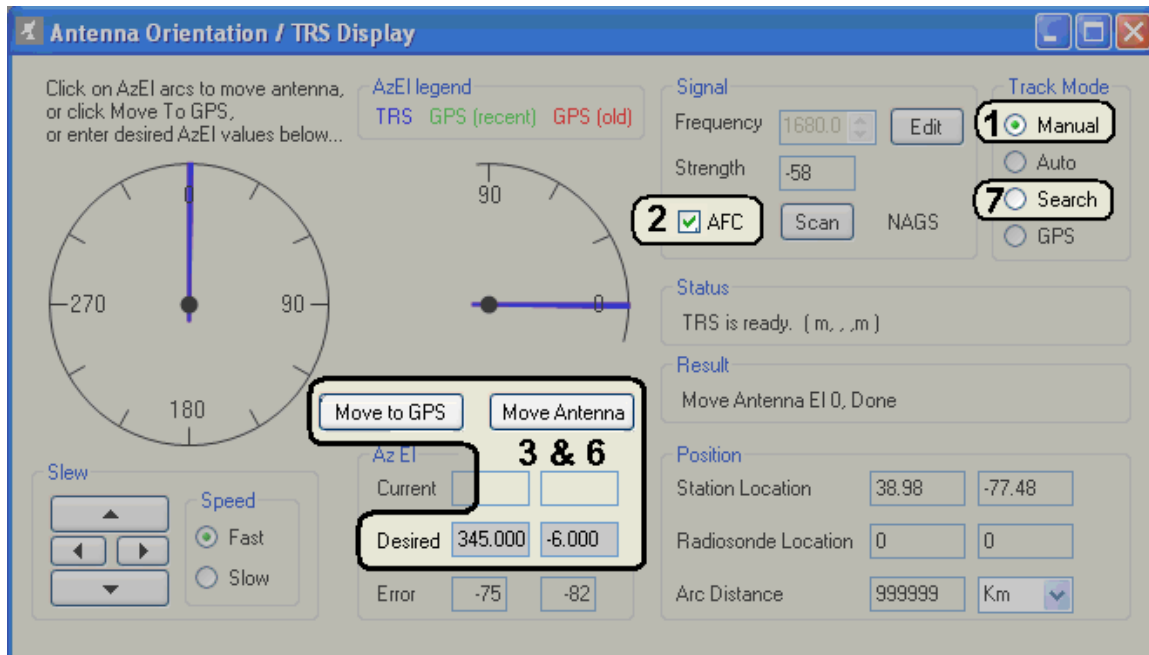 Antenna Orientation / TRS Display
Click on AzEl arcs to move antenna,
or click Move To GPS,
or enter desired AzEl values below...
AzEl legend
TRS GPS (recent) GPS (old)
0
90
180
270
90
0
Move to GPS
Move Antenna
3 & 6
Az El
Current
Desired 345.000 -6.000
Error -75 -82
Slew
Speed
Fast
Slow
Signal
Frequency 1680.0 Edit
Strength -58
2 AFC Scan NAGS
Track Mode
1 Manual
Auto
7 Search
GPS
Status
TRS is ready. ( m, , ,m )
Result
Move Antenna El 0, Done
Position
Station Location 38.98 -77.48
Radiosonde Location 0 0
Arc Distance 999999 Km